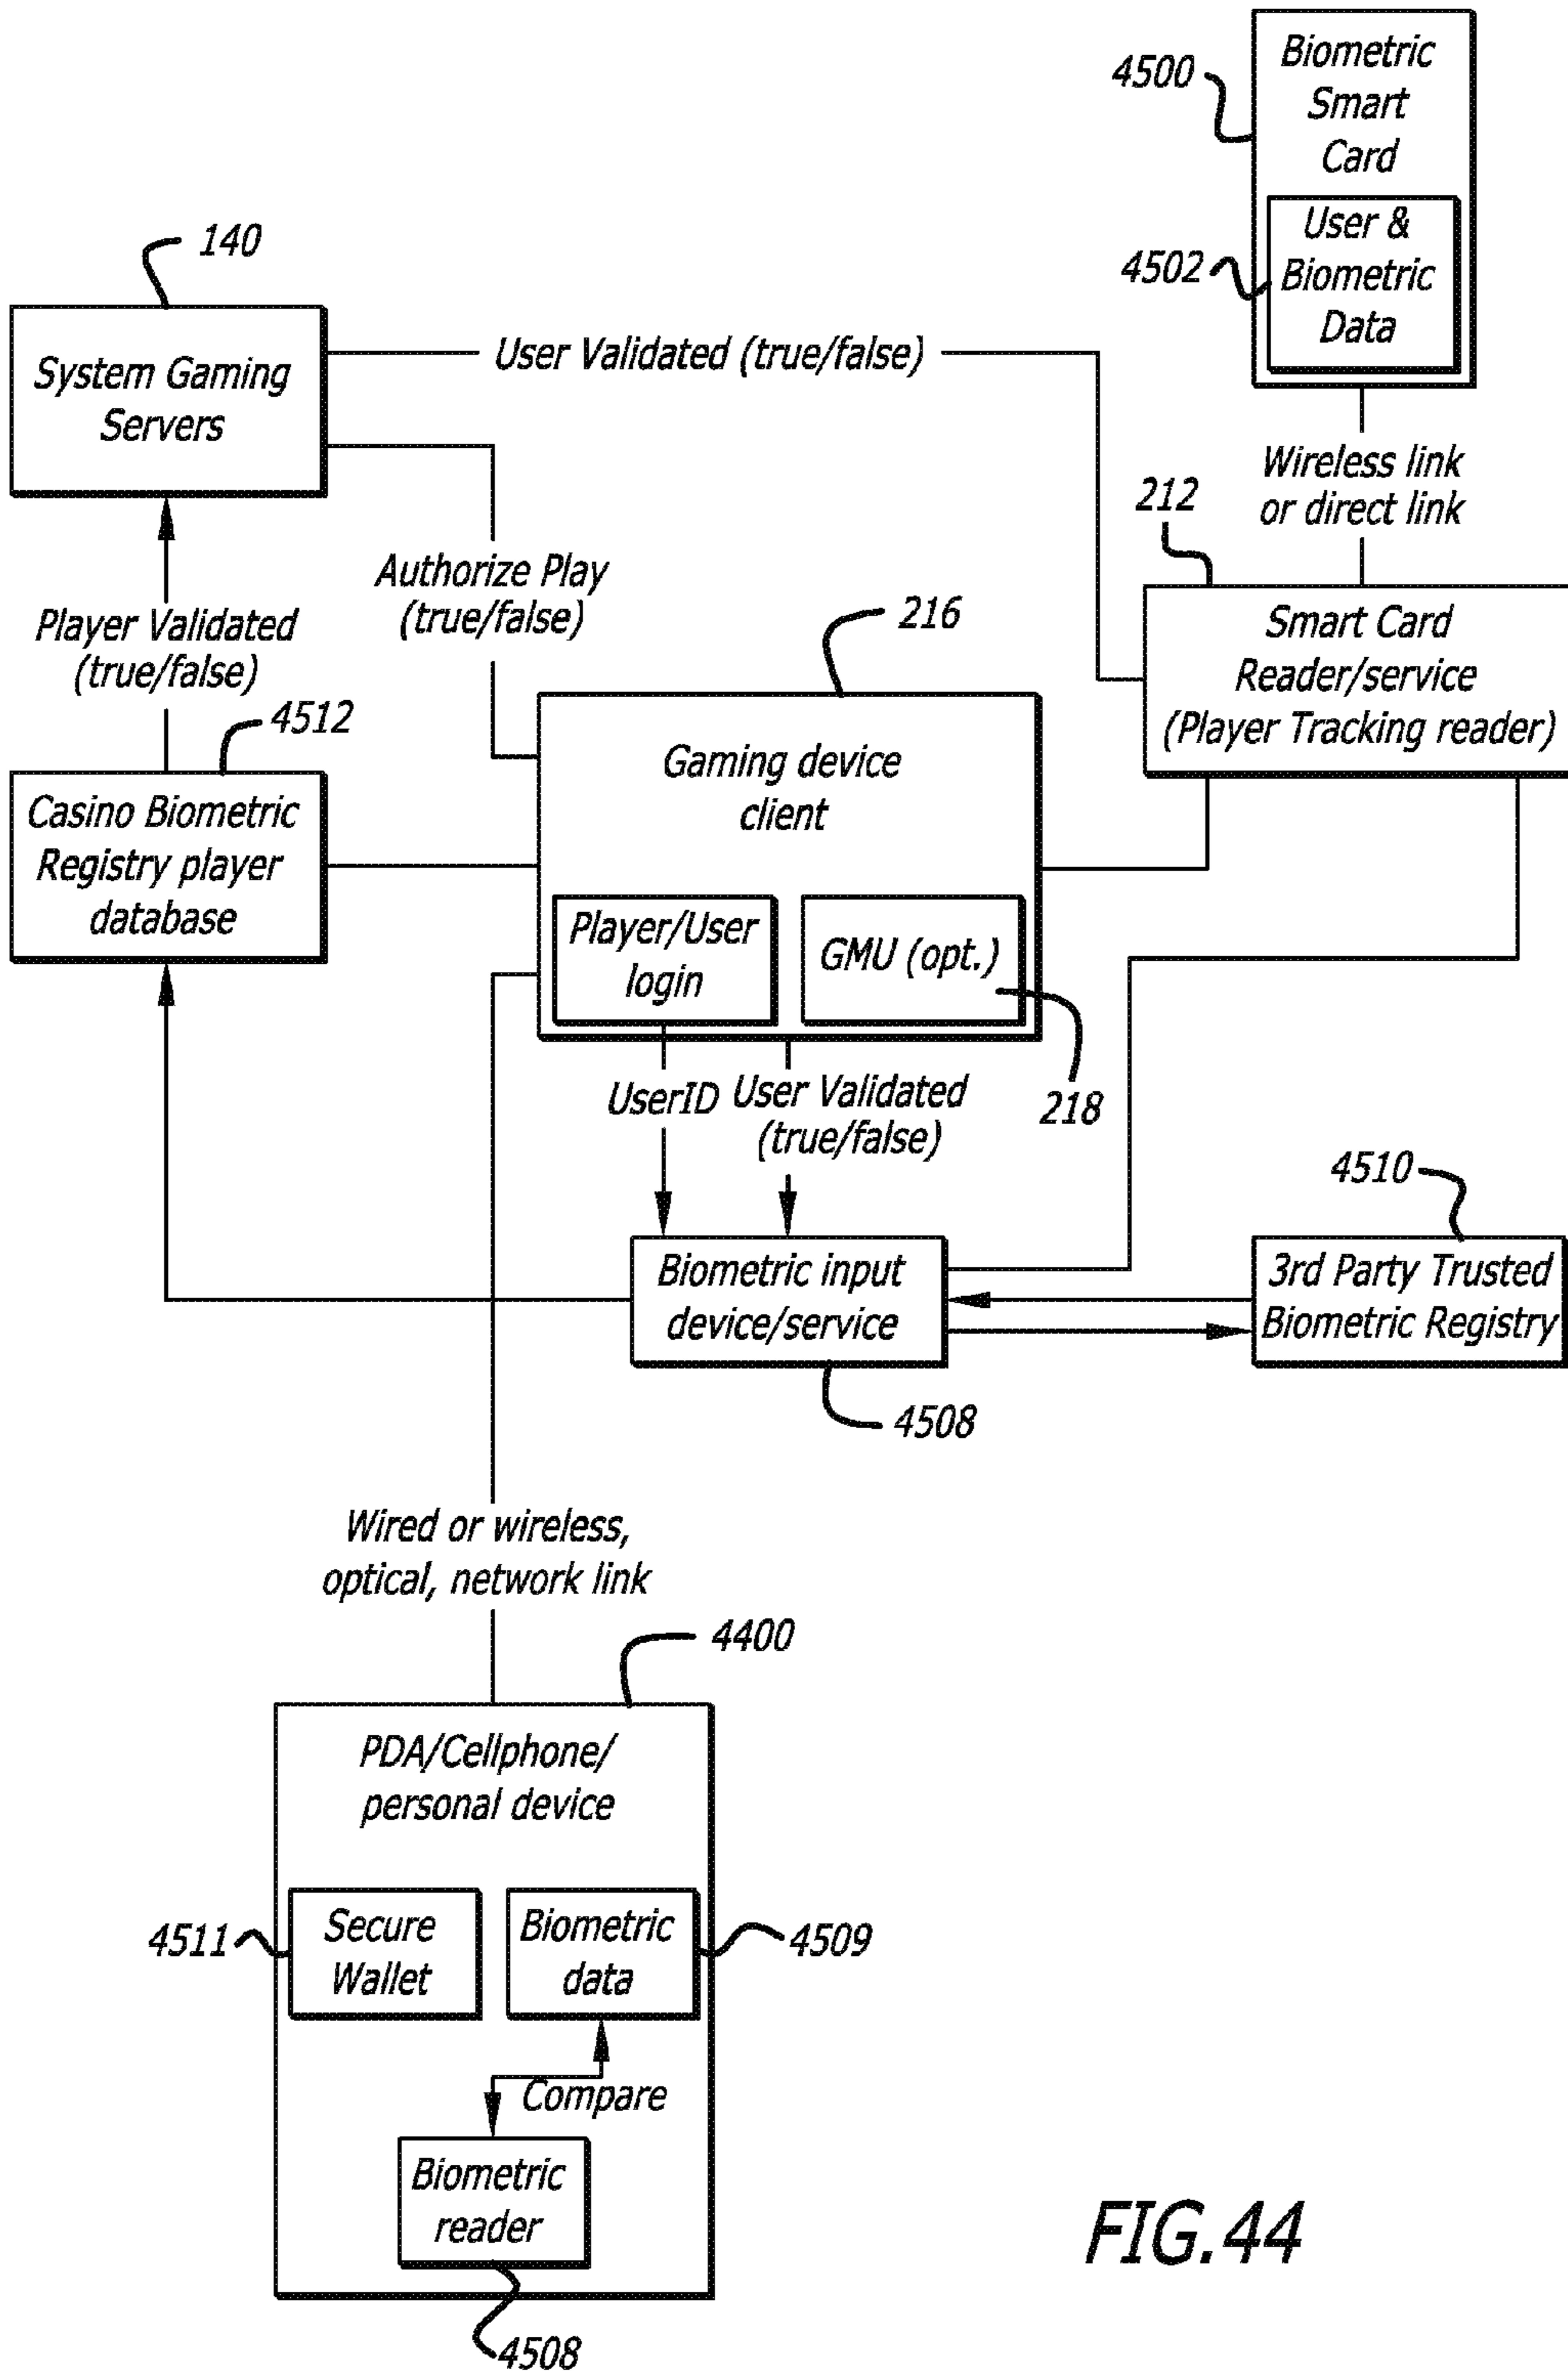 4500
Biometric
Smart
Card
4502
User &
Biometric
Data
140
System Gaming
Servers
User Validated (true/false)
Wireless link
or direct link
212
Authorize Play
(true/false)
Player Validated
(true/false)
216
Smart Card
Reader/service
(Player Tracking reader)
4512
Casino Biometric
Registry player
database
Gaming device
client
Player/User
login
GMU (opt.)
218
UserID
User Validated
(true/false)
4510
Biometric input
device/service
3rd Party Trusted
Biometric Registry
4508
Wired or wireless,
optical, network link
4400
PDA/Cellphone/
personal device
4511
Secure
Wallet
Biometric
data
4509
Compare
Biometric
reader
4508
FIG.44